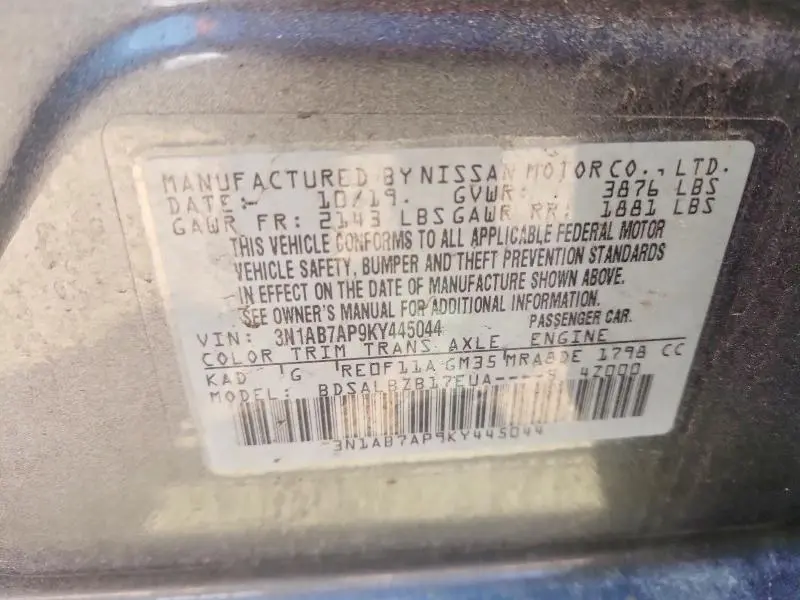 MANUFACTURED BY NISSAN MOTOR CO., LTD.
DATE: 10/19. GVWR: 3876 LBS
GAWR FR: 2143 LBS GAWR RR: 1881 LBS
THIS VEHICLE CONFORMS TO ALL APPLICABLE FEDERAL MOTOR
VEHICLE SAFETY, BUMPER AND THEFT PREVENTION STANDARDS
IN EFFECT ON THE DATE OF MANUFACTURE SHOWN ABOVE.
SEE OWNER'S MANUAL FOR ADDITIONAL INFORMATION.
VIN: 3N1AB7AP9KY445044 PASSENGER CAR.
COLOR TRIM TRANS AXLE ENGINE
KAD G RE0F11A GM35 MRA8DE 1798 CC
MODEL: 4Z000
3N1AB7AP9KY445044